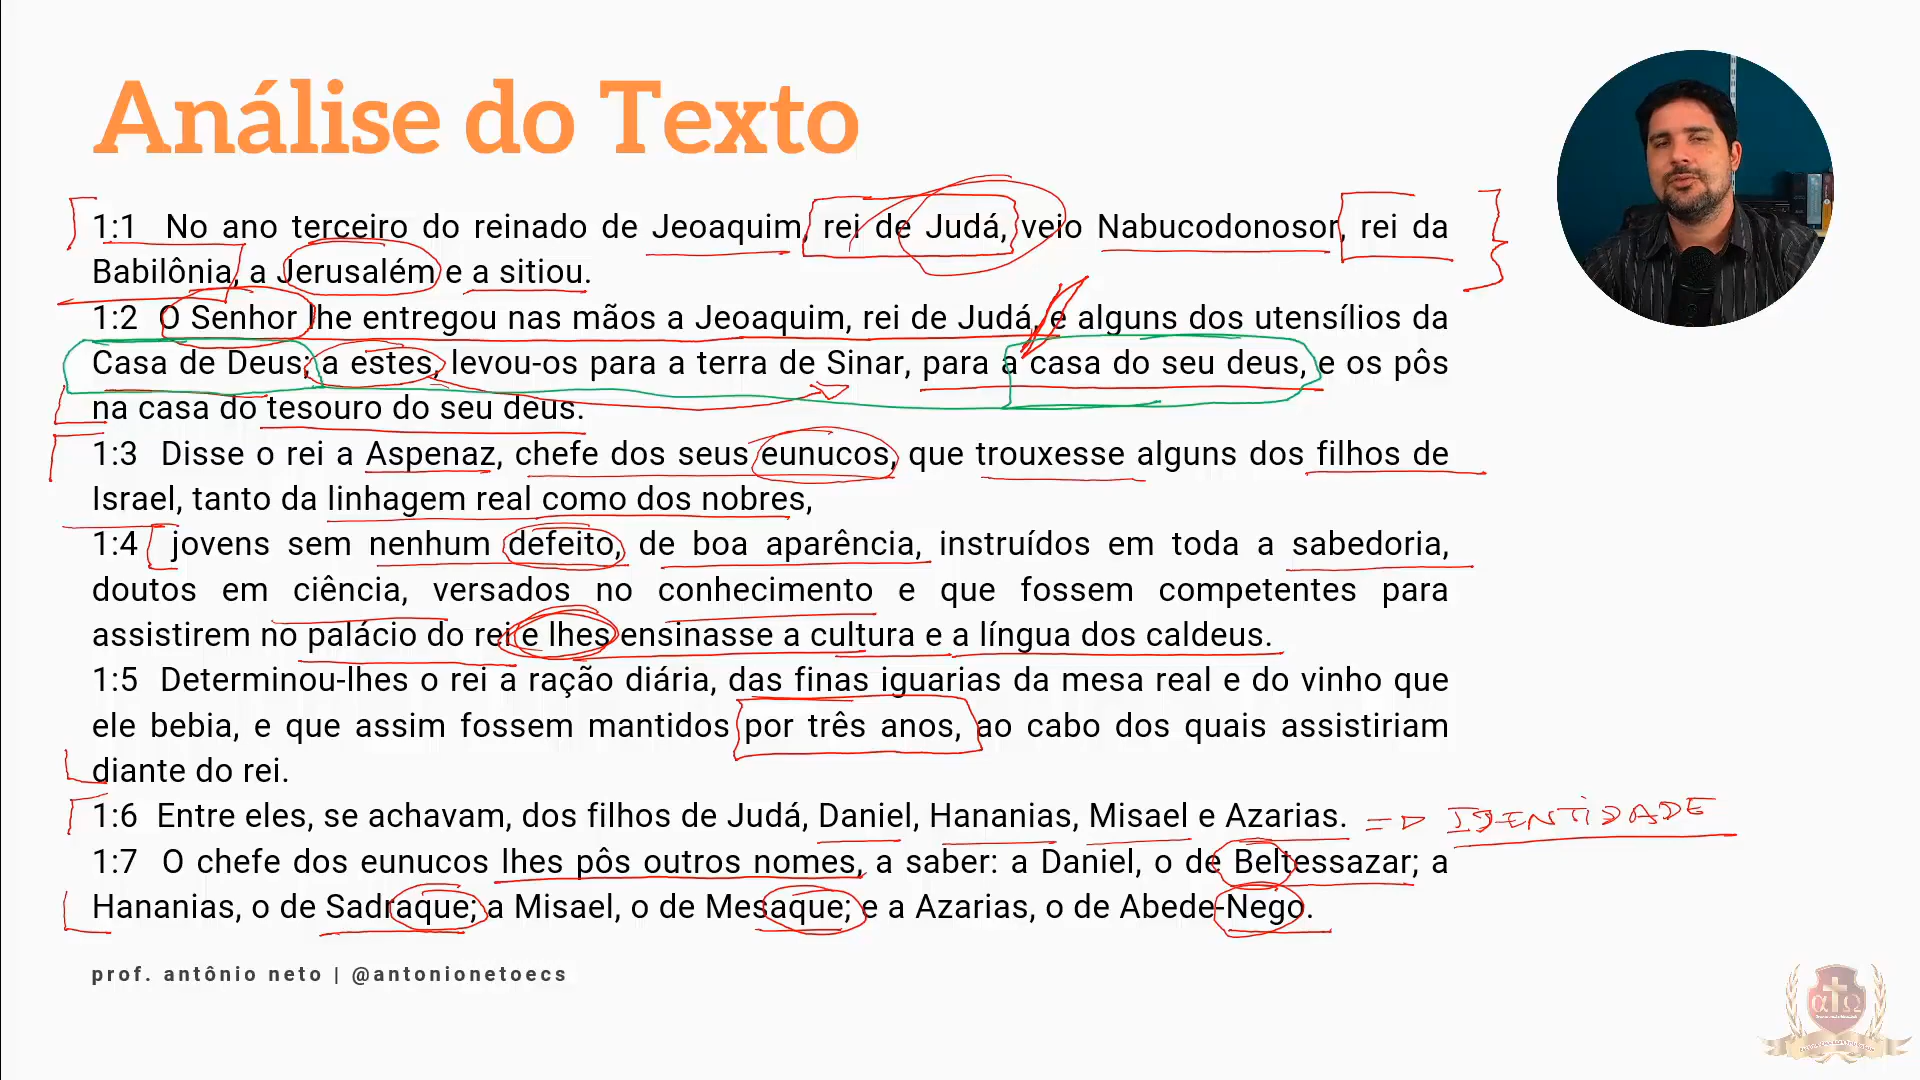 Análise do Texto
1:1 No ano terceiro do reinado de Jeoaquim, rei de Judá, veio Nabucodonosor, rei da
Babilônia, a Jerusalém e a sitiou.
1:2 O Senhor lhe entregou nas mãos a Jeoaquim, rei de Judá, e alguns dos utensílios da
Casa de Deus; a estes, levou-os para a terra de Sinar, para a casa do seu deus, e os pôs
na casa do tesouro do seu deus.
1:3 Disse o rei a Aspenaz, chefe dos seus eunucos, que trouxesse alguns dos filhos de
Israel, tanto da linhagem real como dos nobres,
1:4 jovens sem nenhum defeito, de boa aparência, instruídos em toda a sabedoria,
doutos em ciência, versados no conhecimento e que fossem competentes para
assistirem no palácio do rei e lhes ensinasse a cultura e a língua dos caldeus.
1:5 Determinou-lhes o rei a ração diária, das finas iguarias da mesa real e do vinho que
ele bebia, e que assim fossem mantidos por três anos, ao cabo dos quais assistiriam
diante do rei.
1:6 Entre eles, se achavam, dos filhos de Judá, Daniel, Hananias, Misael e Azarias. => IDENTIDADE
1:7 O chefe dos eunucos lhes pôs outros nomes, a saber: a Daniel, o de Beltessazar; a
Hananias, o de Sadraque; a Misael, o de Mesaque; e a Azarias, o de Abede-Nego.
prof. antônio neto | @antonionetoecs
α Ω